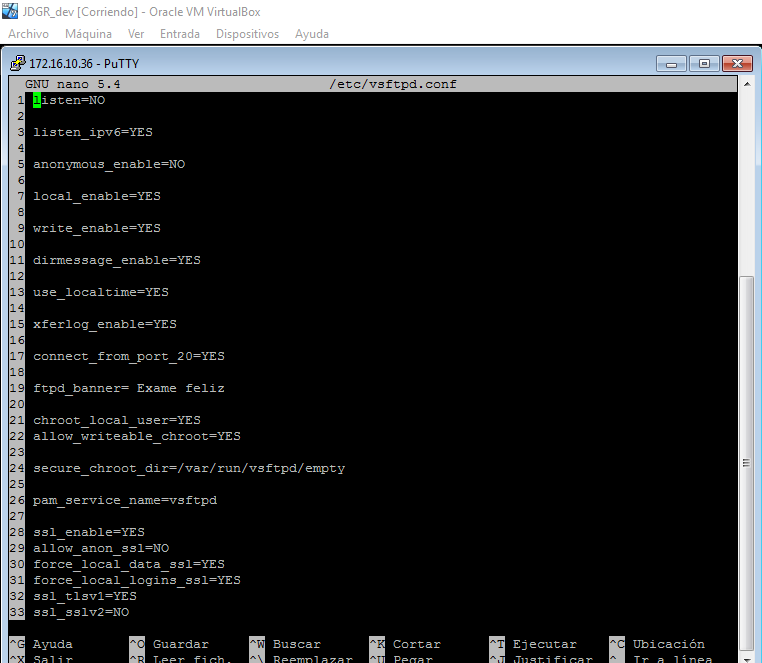 JDGR_dev [Corriendo] - Oracle VM VirtualBox
Archivo Máquina Ver Entrada Dispositivos Ayuda
172.16.10.36 - PuTTY
GNU nano 5.4 /etc/vsftpd.conf
1 listen=NO
2
3 listen_ipv6=YES
4
5 anonymous_enable=NO
6
7 local_enable=YES
8
9 write_enable=YES
10
11 dirmessage_enable=YES
12
13 use_localtime=YES
14
15 xferlog_enable=YES
16
17 connect_from_port_20=YES
18
19 ftpd_banner= Exame feliz
20
21 chroot_local_user=YES
22 allow_writeable_chroot=YES
23
24 secure_chroot_dir=/var/run/vsftpd/empty
25
26 pam_service_name=vsftpd
27
28 ssl_enable=YES
29 allow_anon_ssl=NO
30 force_local_data_ssl=YES
31 force_local_logins_ssl=YES
32 ssl_tlsv1=YES
33 ssl_sslv2=NO
^G Ayuda ^O Guardar ^W Buscar ^K Cortar ^T Ejecutar ^C Ubicación
^X Salir ^R Leer fich. ^\ Reemplazar ^U Pegar ^J Justificar ^_ Ir a línea